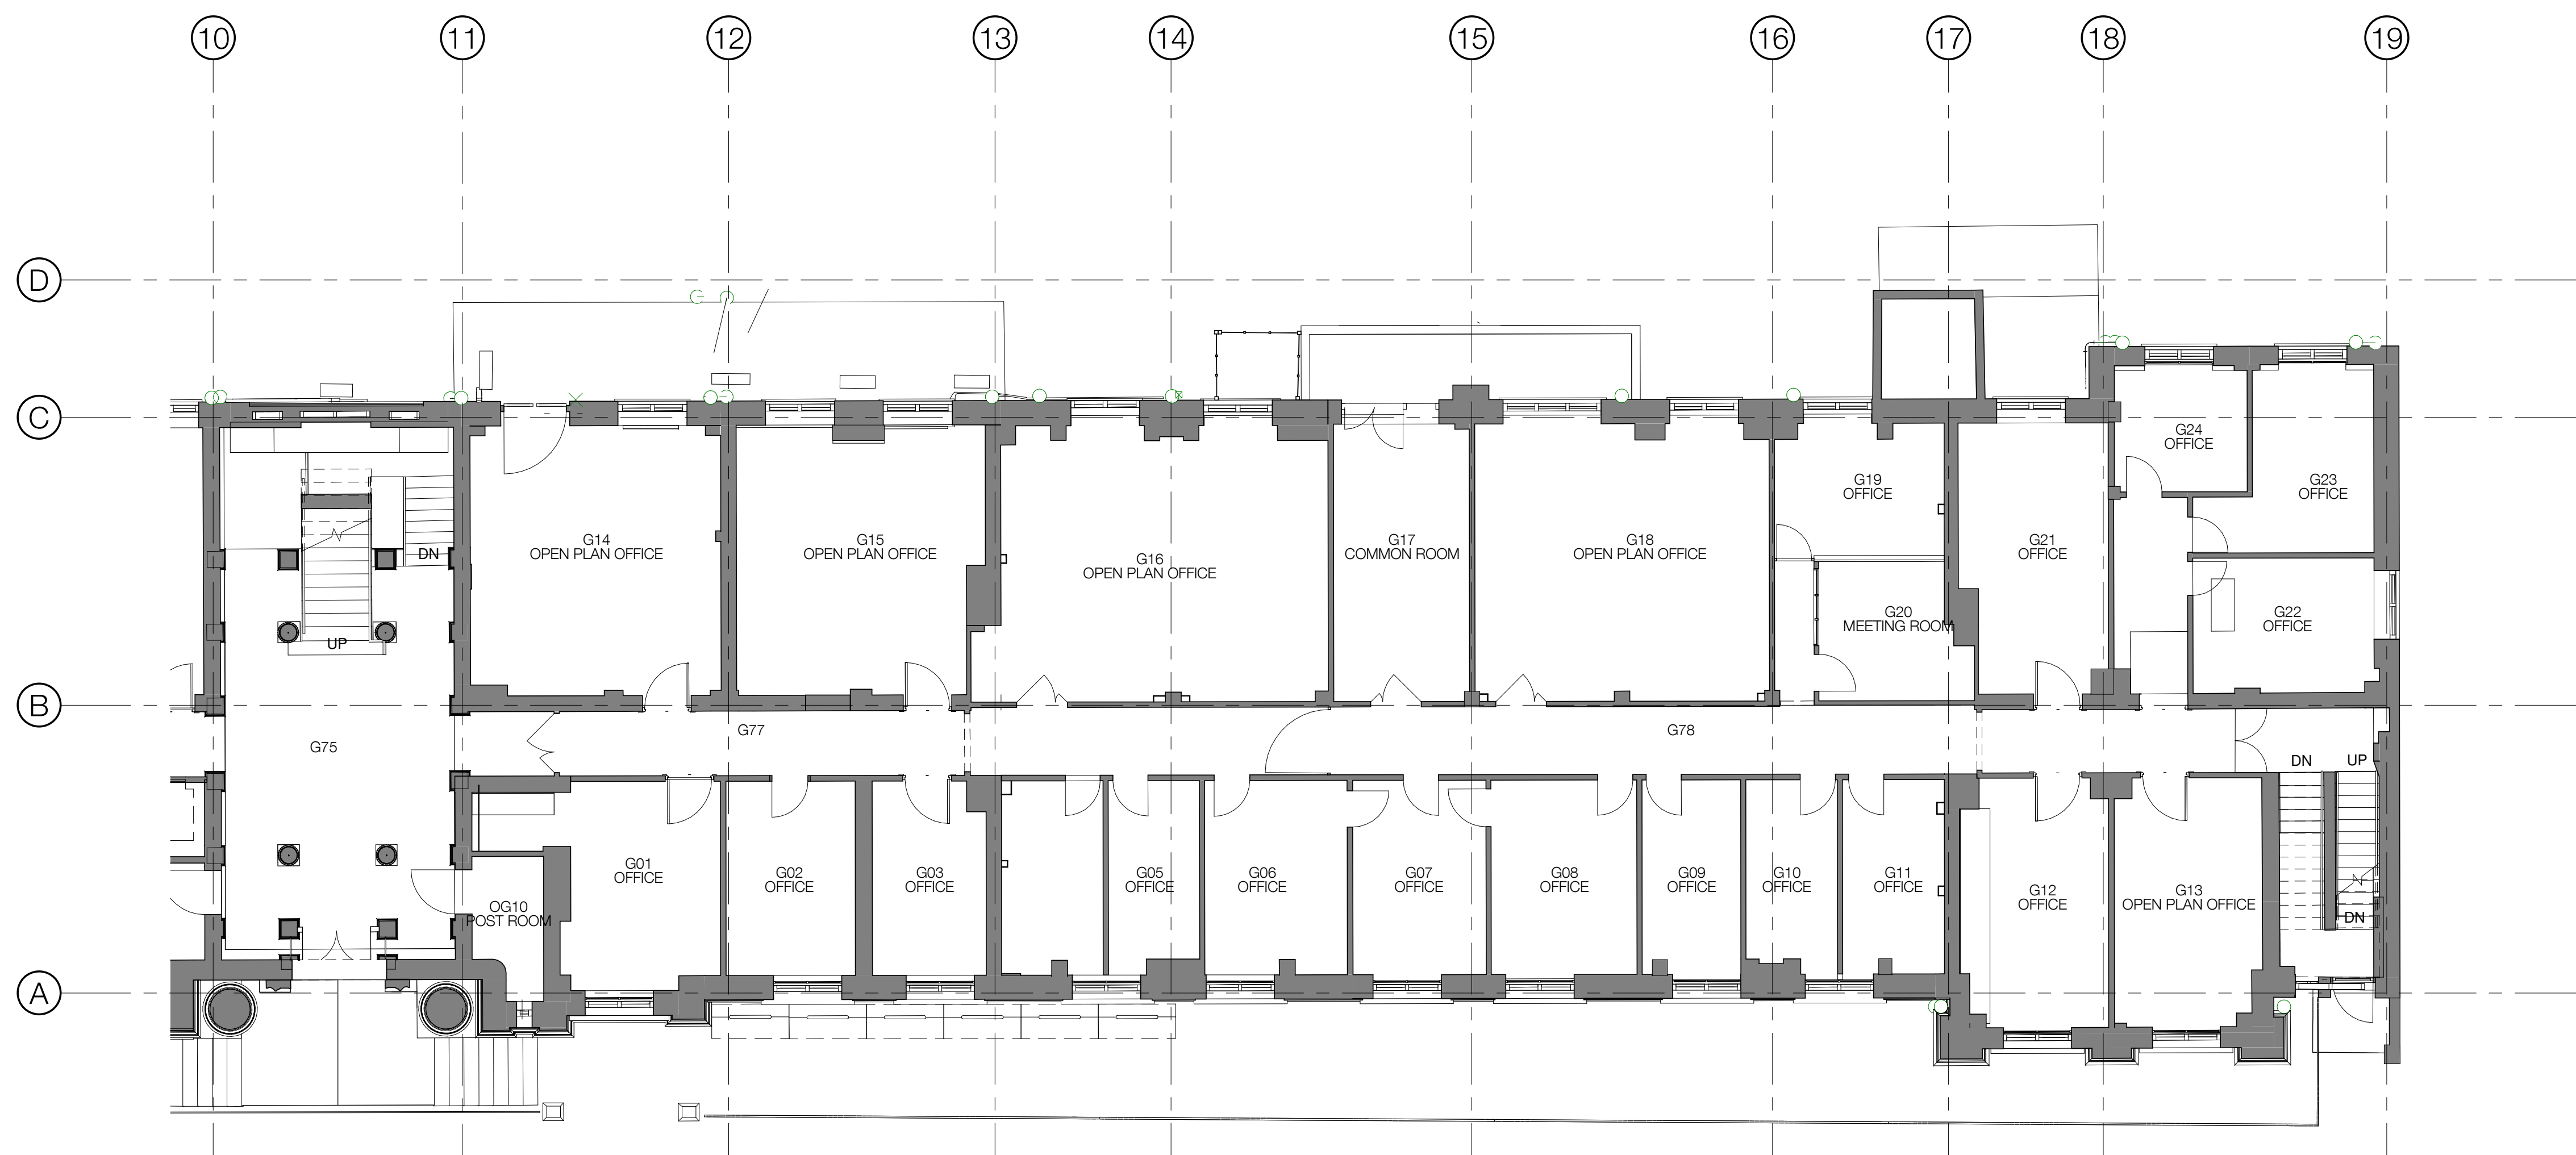 10
11
12
13
14
15
16
17
18
19
D
C
G24
OFFICE
G19
OFFICE
G23
OFFICE
G14
OPEN PLAN OFFICE
G15
OPEN PLAN OFFICE
G16
OPEN PLAN OFFICE
G17
COMMON ROOM
G18
OPEN PLAN OFFICE
G21
OFFICE
DN
G20
MEETING ROOM
G22
OFFICE
UP
B
G75
G77
G78
DN
UP
G01
OFFICE
G02
OFFICE
G03
OFFICE
G05
OFFICE
G06
OFFICE
G07
OFFICE
G08
OFFICE
G09
OFFICE
G10
OFFICE
G11
OFFICE
G12
OFFICE
G13
OPEN PLAN OFFICE
OG10
POST ROOM
DN
A